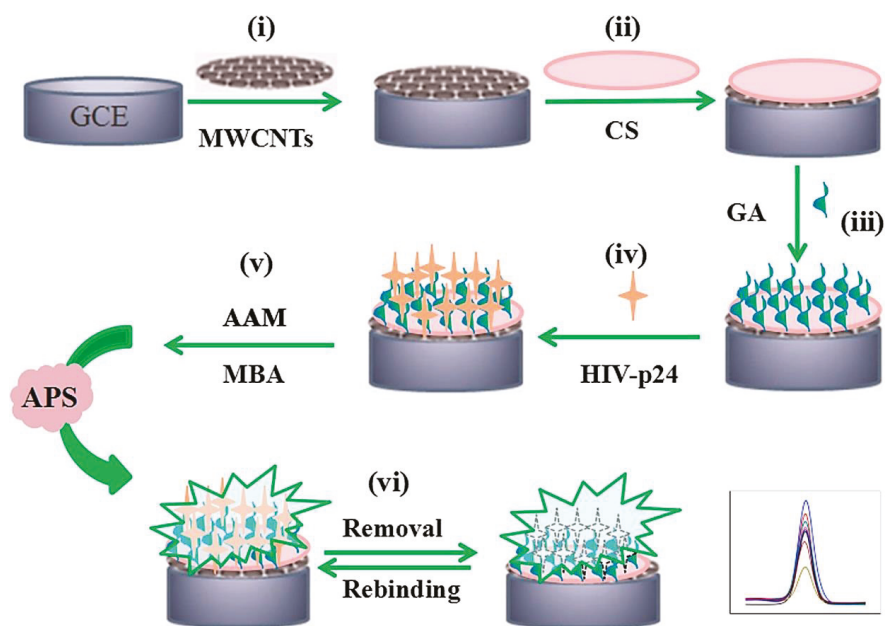 (i)
(ii)
GCE
MWCNTs
CS
GA
(iii)
(iv)
(v)
AAM
MBA
HIV-p24
APS
(vi)
Removal
Rebinding